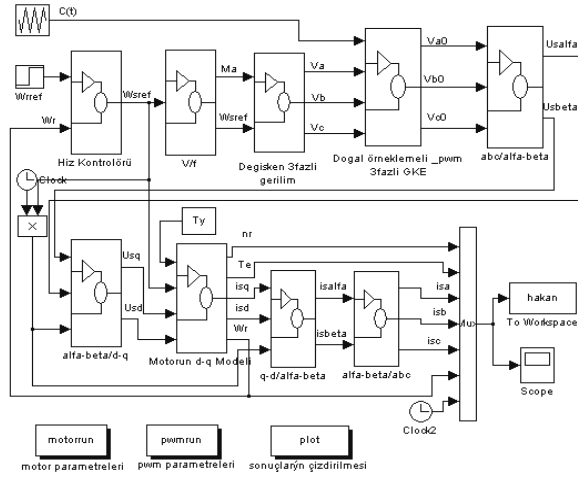 C(t)
Wrref
Wr
Wsref
Hiz Kontrolörü
Ma
Wsref
V/f
Va
Vb
Vc
Degisken 3fazli
gerilim
Va0
Vb0
Vc0
Dogal örneklemeli _pwm
3fazli GKE
Usalfa
Usbeta
abc/alfa-beta
Clock
×
Ty
Usq
Usd
alfa-beta/d-q
nr
Te
isq
isd
Wr
Motorun d-q Modeli
isalfa
isbeta
q-d/alfa-beta
isa
isb
isc
alfa-beta/abc
Mux
Clock2
hakan
To Workspace
Scope
motorrun
motor parametreleri
pwmrun
pwm parametreleri
plot
sonuçlarýn çizdirilmesi